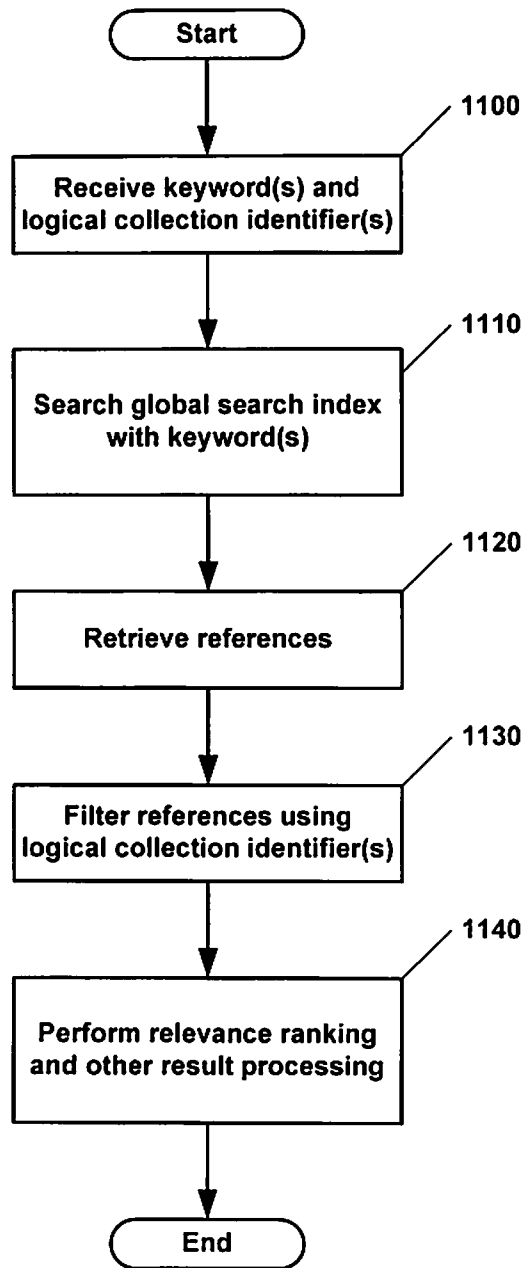 Start
1100
Receive keyword(s) and
logical collection identifier(s)
1110
Search global search index
with keyword(s)
1120
Retrieve references
1130
Filter references using
logical collection identifier(s)
1140
Perform relevance ranking
and other result processing
End